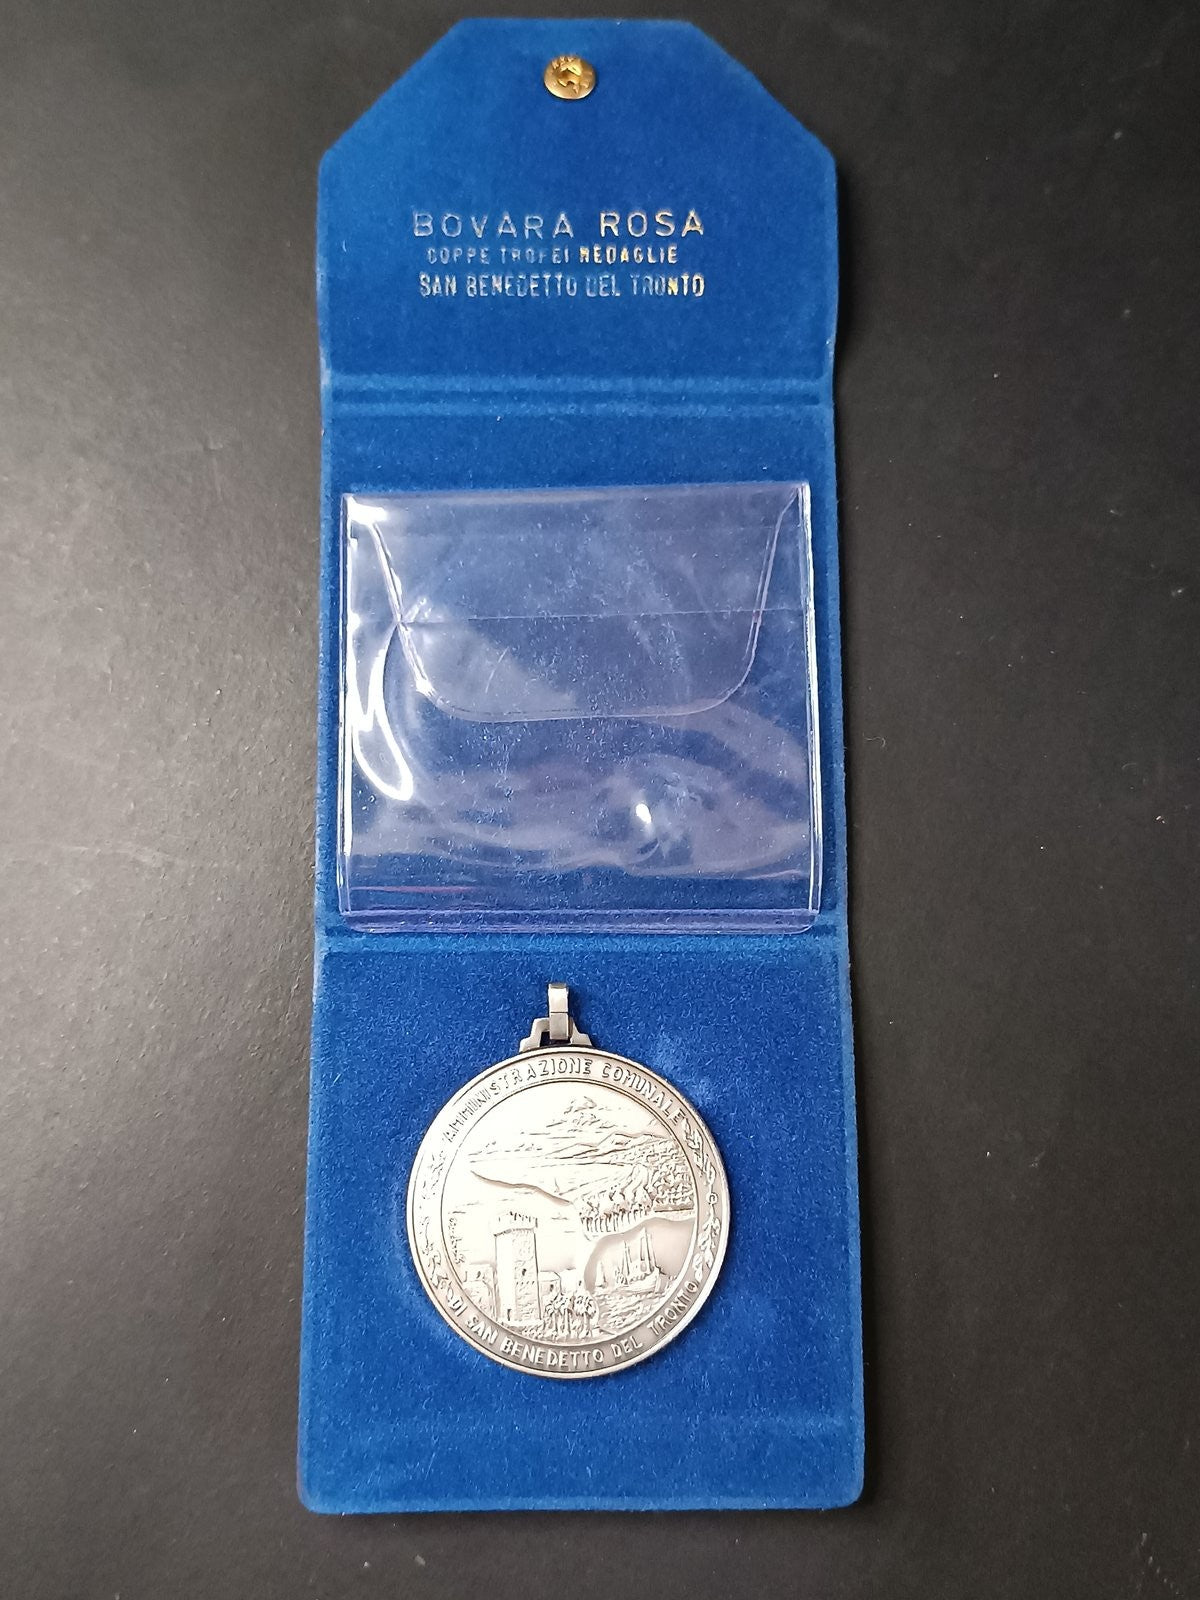 BOVARA ROSA
COPPE TROFEI MEDAGLIE
SAN BENEDETTO DEL TRONTO
AMMINISTRAZIONE COMUNALE
DI SAN BENEDETTO DEL TRONTO